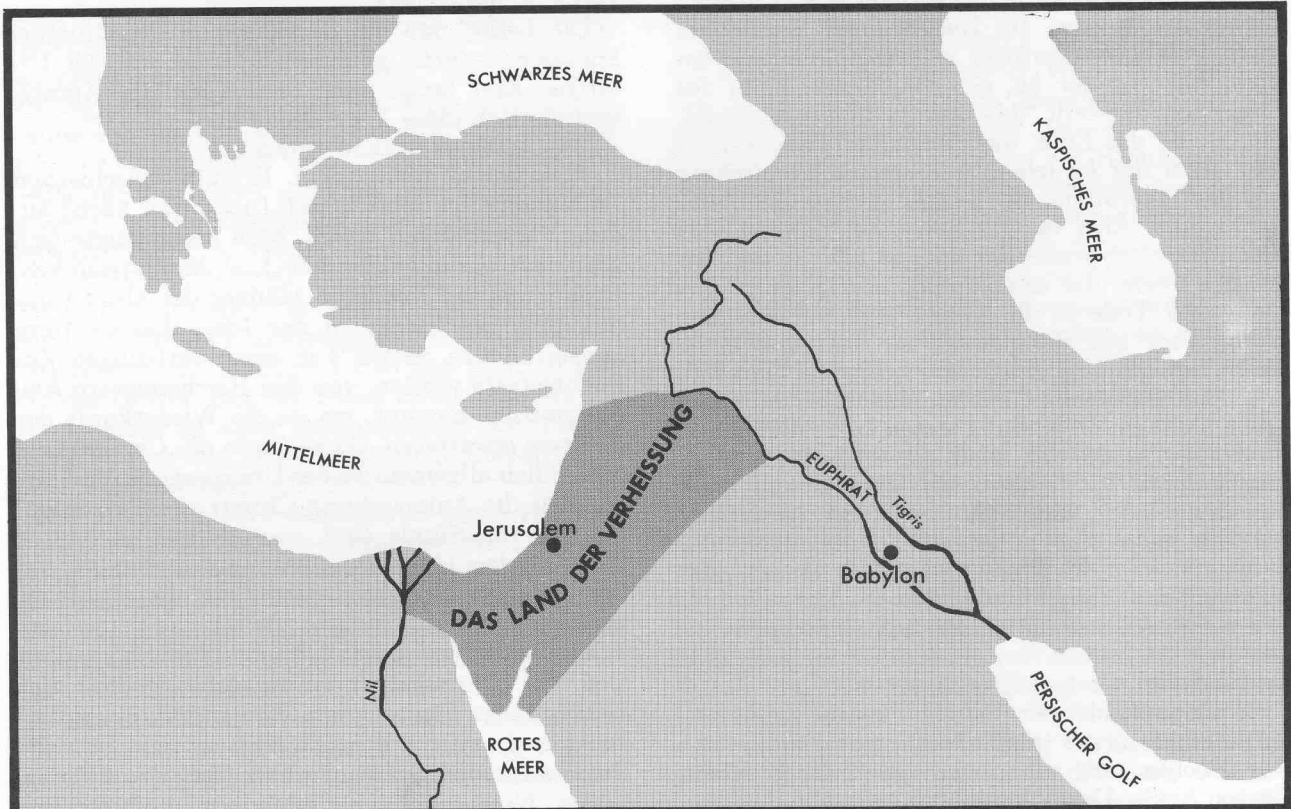 SCHWARZES MEER
KASPISCHES MEER
MITTELMEER
DAS LAND DER VERHEISSUNG
EUPHRAT
Tigris
Jerusalem
Babylon
Nil
ROTES
MEER
PERSISCHER GOLF